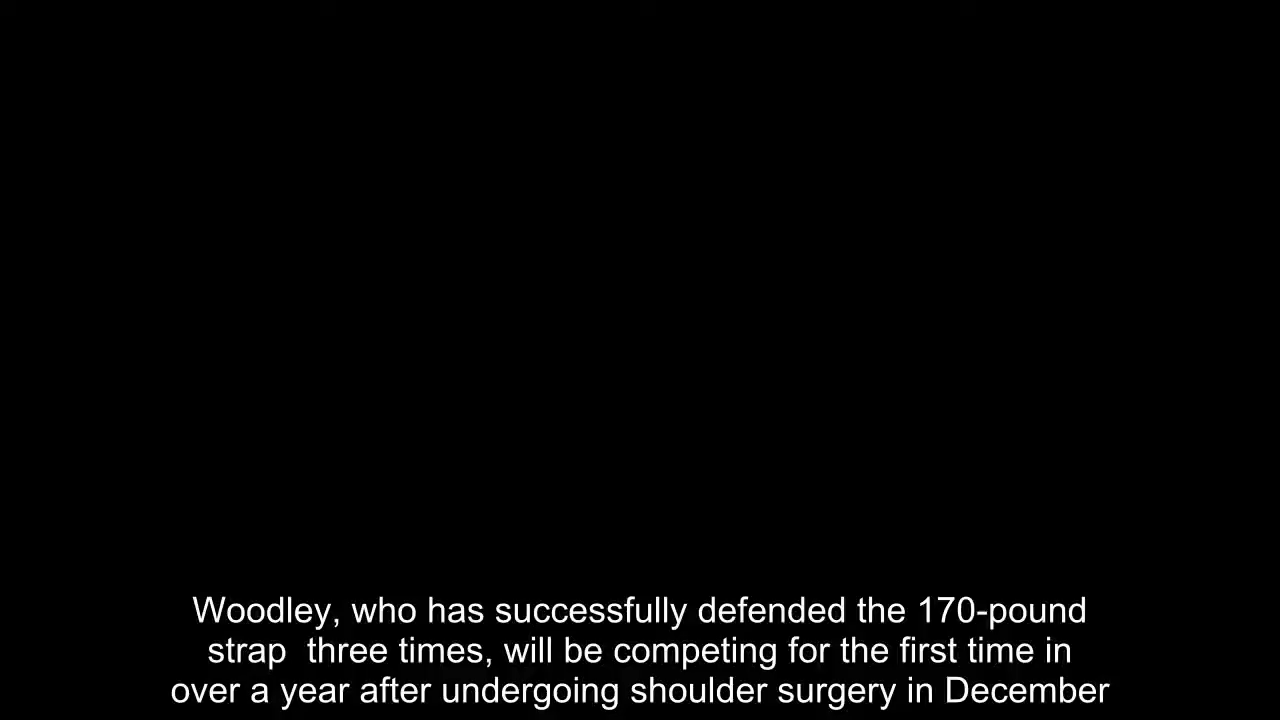 Woodley, who has successfully defended the 170-pound
strap  three times, will be competing for the first time in
over a year after undergoing shoulder surgery in December